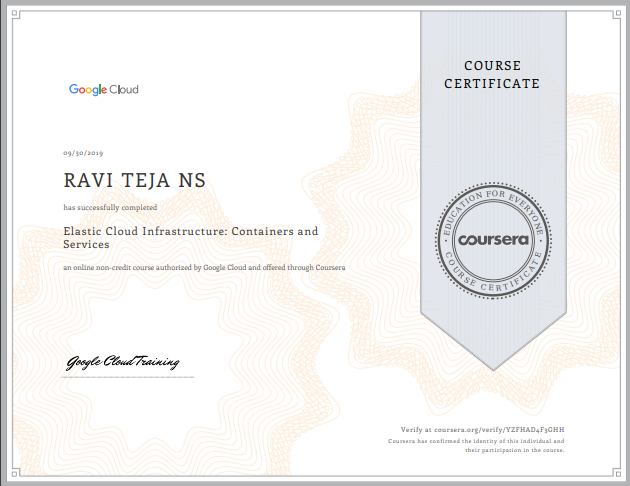 Google Cloud
COURSE
CERTIFICATE
09/30/2019
RAVI TEJA NS
has successfully completed
Elastic Cloud Infrastructure: Containers and
Services
an online non-credit course authorized by Google Cloud and offered through Coursera
EDUCATION FOR EVERYONE
coursera
COURSE CERTIFICATE
Google Cloud Training
Verify at coursera.org/verify/YZFHAD4F3GHH
Coursera has confirmed the identity of this individual and
their participation in the course.